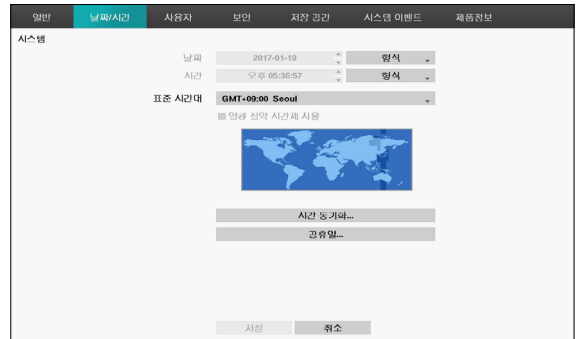 일반 날짜/시간 사용자 보안 저장 공간 시스템 이벤트 제품정보
시스템
날짜 2017-01-19 형식
시간 오후 05:36:57 형식
표준 시간대 GMT+09:00 Seoul
일광 절약 시간제 사용
시간 동기화...
공휴일...
저장 취소